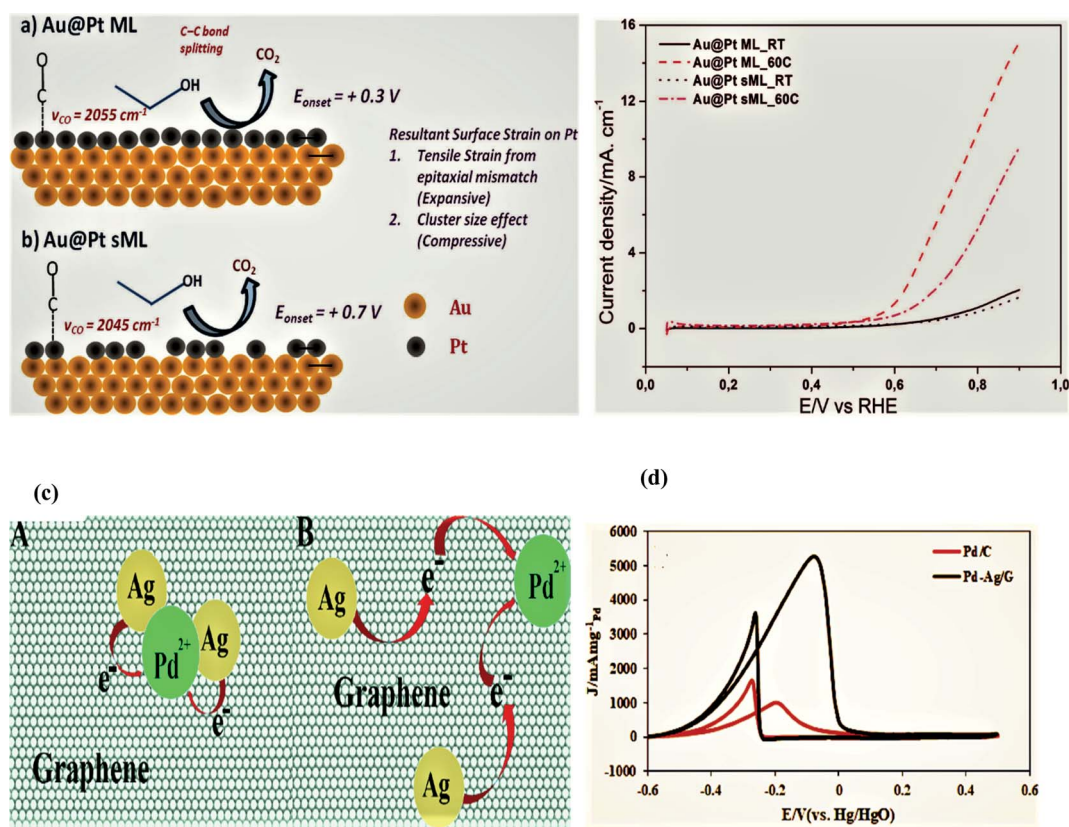 a) Au@Pt ML
C–C bond
splitting
CO₂
O
C
OH
νCO = 2055 cm⁻¹
Eonset = + 0.3 V
Resultant Surface Strain on Pt
1. Tensile Strain from
epitaxial mismatch
(Expansive)
2. Cluster size effect
(Compressive)
b) Au@Pt sML
CO₂
O
C
OH
νCO = 2045 cm⁻¹
Eonset = + 0.7 V
Au
Pt
Au@Pt ML_RT
Au@Pt ML_60C
Au@Pt sML_RT
Au@Pt sML_60C
Current density/mA. cm⁻¹
16
12
8
4
0
0,0 0,2 0,4 0,6 0,8 1,0
E/V vs RHE
(c)
A
Ag
Pd²⁺
Ag
e⁻
e⁻
Graphene
B
Ag
e⁻
Pd²⁺
Graphene
e⁻
Ag
(d)
Pd/C
Pd-Ag/G
J/mAmg⁻¹Pd
6000
5000
4000
3000
2000
1000
0
-1000
-0.6 -0.4 -0.2 0 0.2 0.4 0.6
E/V(vs. Hg/HgO)